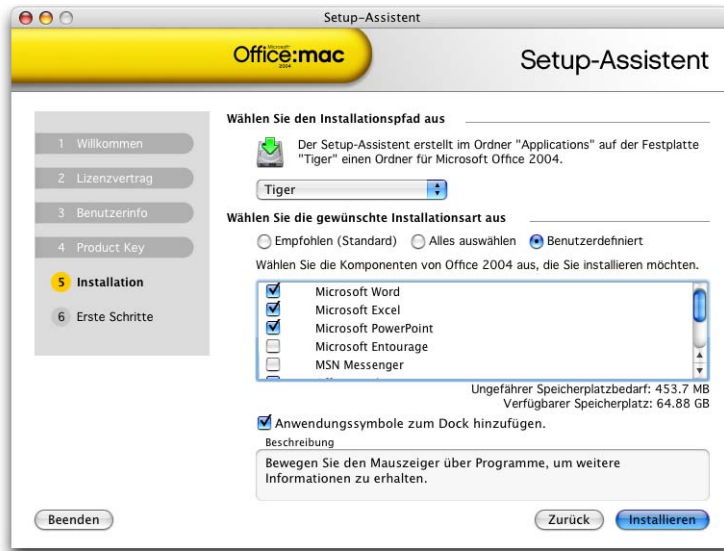 Setup-Assistent
Microsoft
Office:mac
2004
Setup-Assistent
1 Willkommen
2 Lizenzvertrag
3 Benutzerinfo
4 Product Key
5 Installation
6 Erste Schritte
Wählen Sie den Installationspfad aus
Der Setup-Assistent erstellt im Ordner "Applications" auf der Festplatte
"Tiger" einen Ordner für Microsoft Office 2004.
Tiger
Wählen Sie die gewünschte Installationsart aus
Empfohlen (Standard) Alles auswählen Benutzerdefiniert
Wählen Sie die Komponenten von Office 2004 aus, die Sie installieren möchten.
Microsoft Word
Microsoft Excel
Microsoft PowerPoint
Microsoft Entourage
MSN Messenger
Ungefährer Speicherplatzbedarf: 453.7 MB
Verfügbarer Speicherplatz: 64.88 GB
Anwendungssymbole zum Dock hinzufügen.
Beschreibung
Bewegen Sie den Mauszeiger über Programme, um weitere
Informationen zu erhalten.
Beenden
Zurück
Installieren